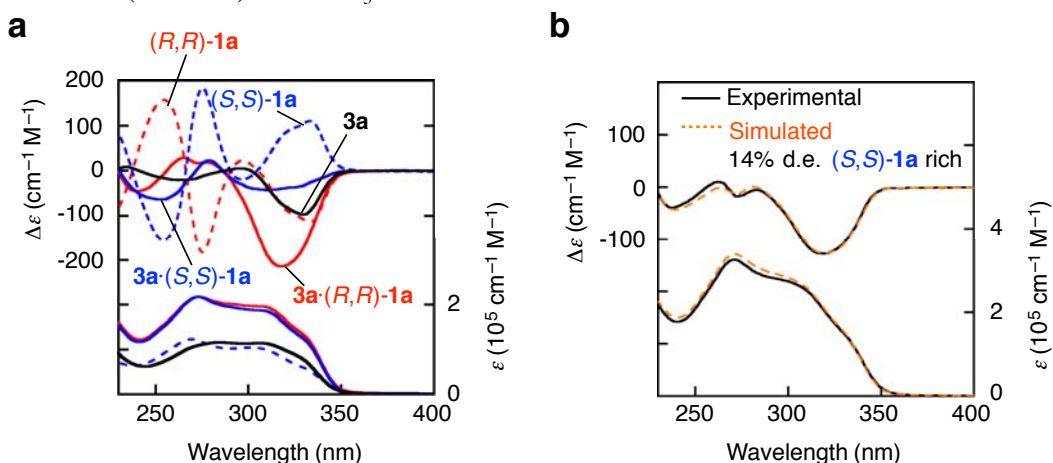 a
(R,R)-1a
200
100
0
-100
-200
Δε (cm⁻¹ M⁻¹)
(S,S)-1a
3a
3a·(S,S)-1a
3a·(R,R)-1a
2
0
ε (10⁵ cm⁻¹ M⁻¹)
250 300 350 400
Wavelength (nm)
b
Experimental
Simulated
14% d.e. (S,S)-1a rich
100
0
-100
Δε (cm⁻¹ M⁻¹)
4
2
0
ε (10⁵ cm⁻¹ M⁻¹)
250 300 350 400
Wavelength (nm)